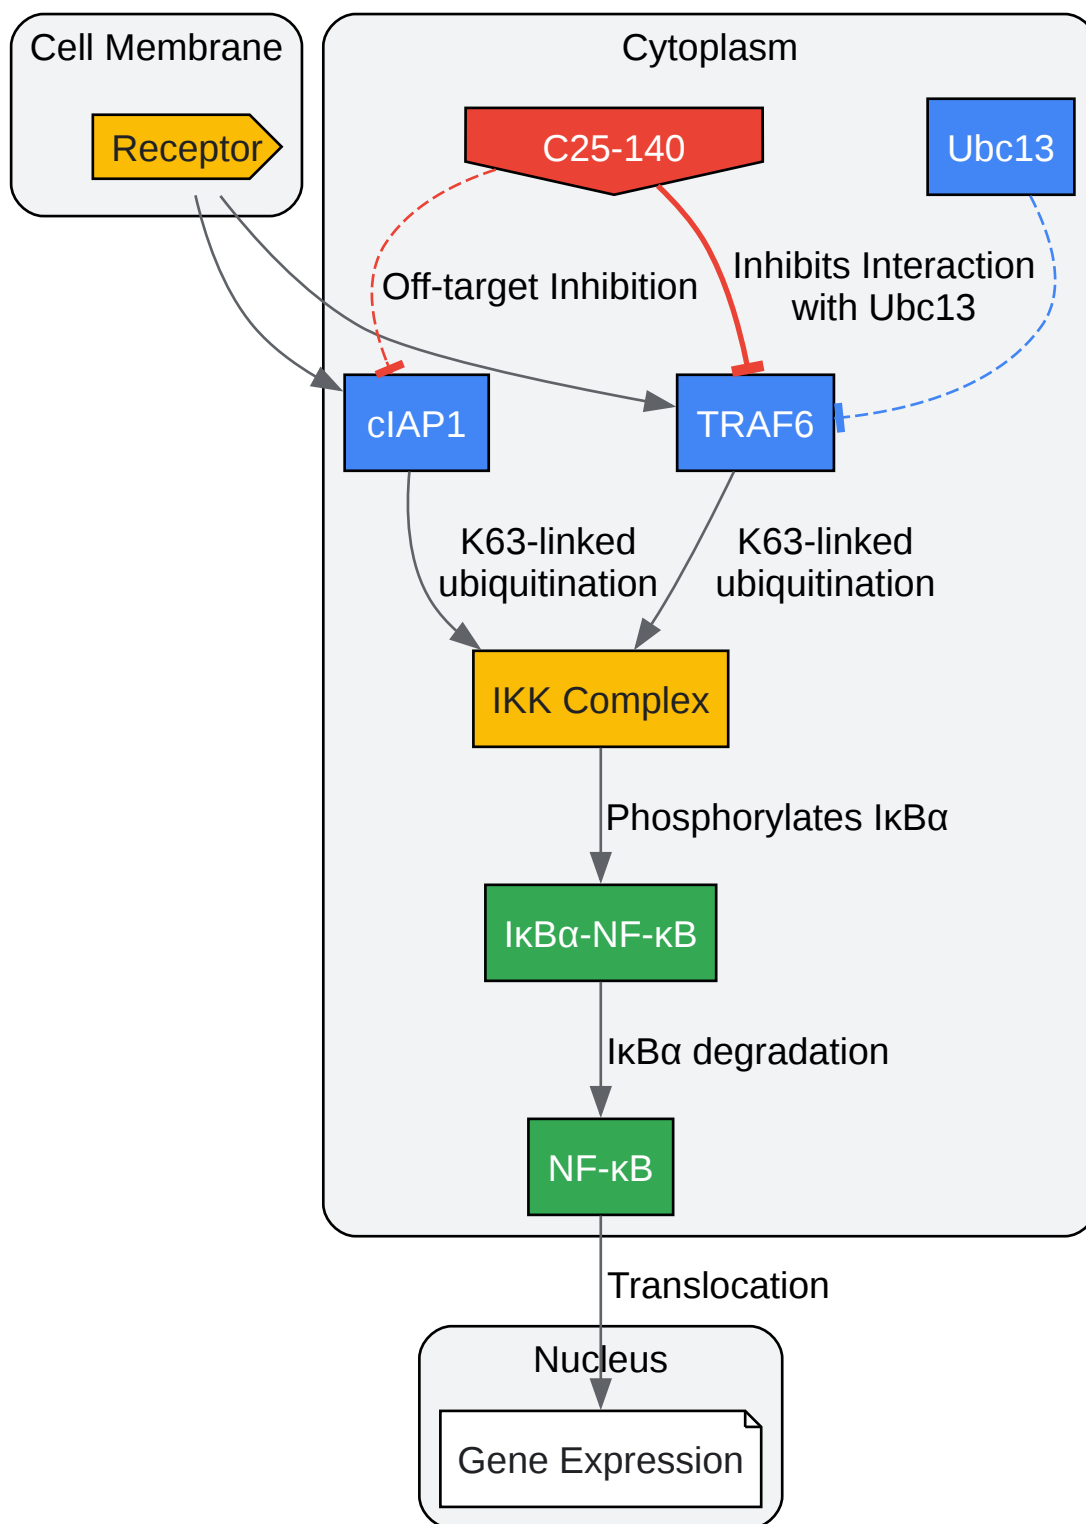 Cell Membrane
Cytoplasm
Receptor
C25-140
Ubc13
Off-target Inhibition
Inhibits Interaction
with Ubc13
cIAP1
TRAF6
K63-linked
ubiquitination
K63-linked
ubiquitination
IKK Complex
Phosphorylates IκBα
IκBα-NF-κB
IκBα degradation
NF-κB
Translocation
Nucleus
Gene Expression